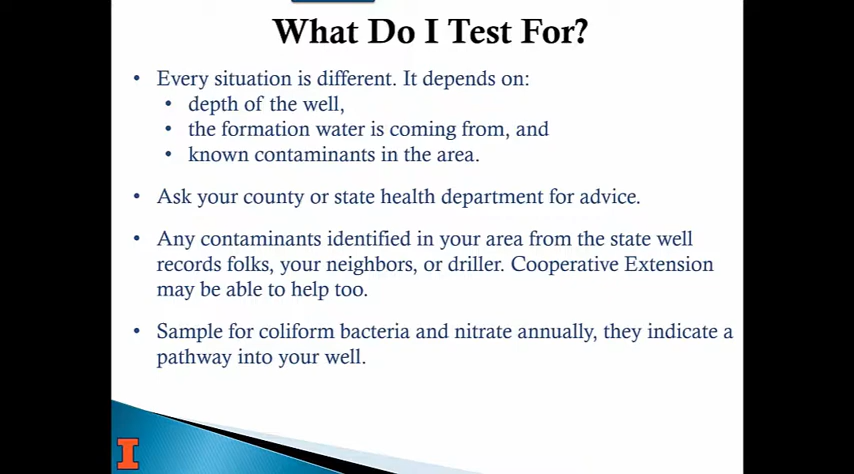 What Do I Test For?
• Every situation is different. It depends on:
• depth of the well,
• the formation water is coming from, and
• known contaminants in the area.
• Ask your county or state health department for advice.
• Any contaminants identified in your area from the state well
records folks, your neighbors, or driller. Cooperative Extension
may be able to help too.
• Sample for coliform bacteria and nitrate annually, they indicate a
pathway into your well.
I